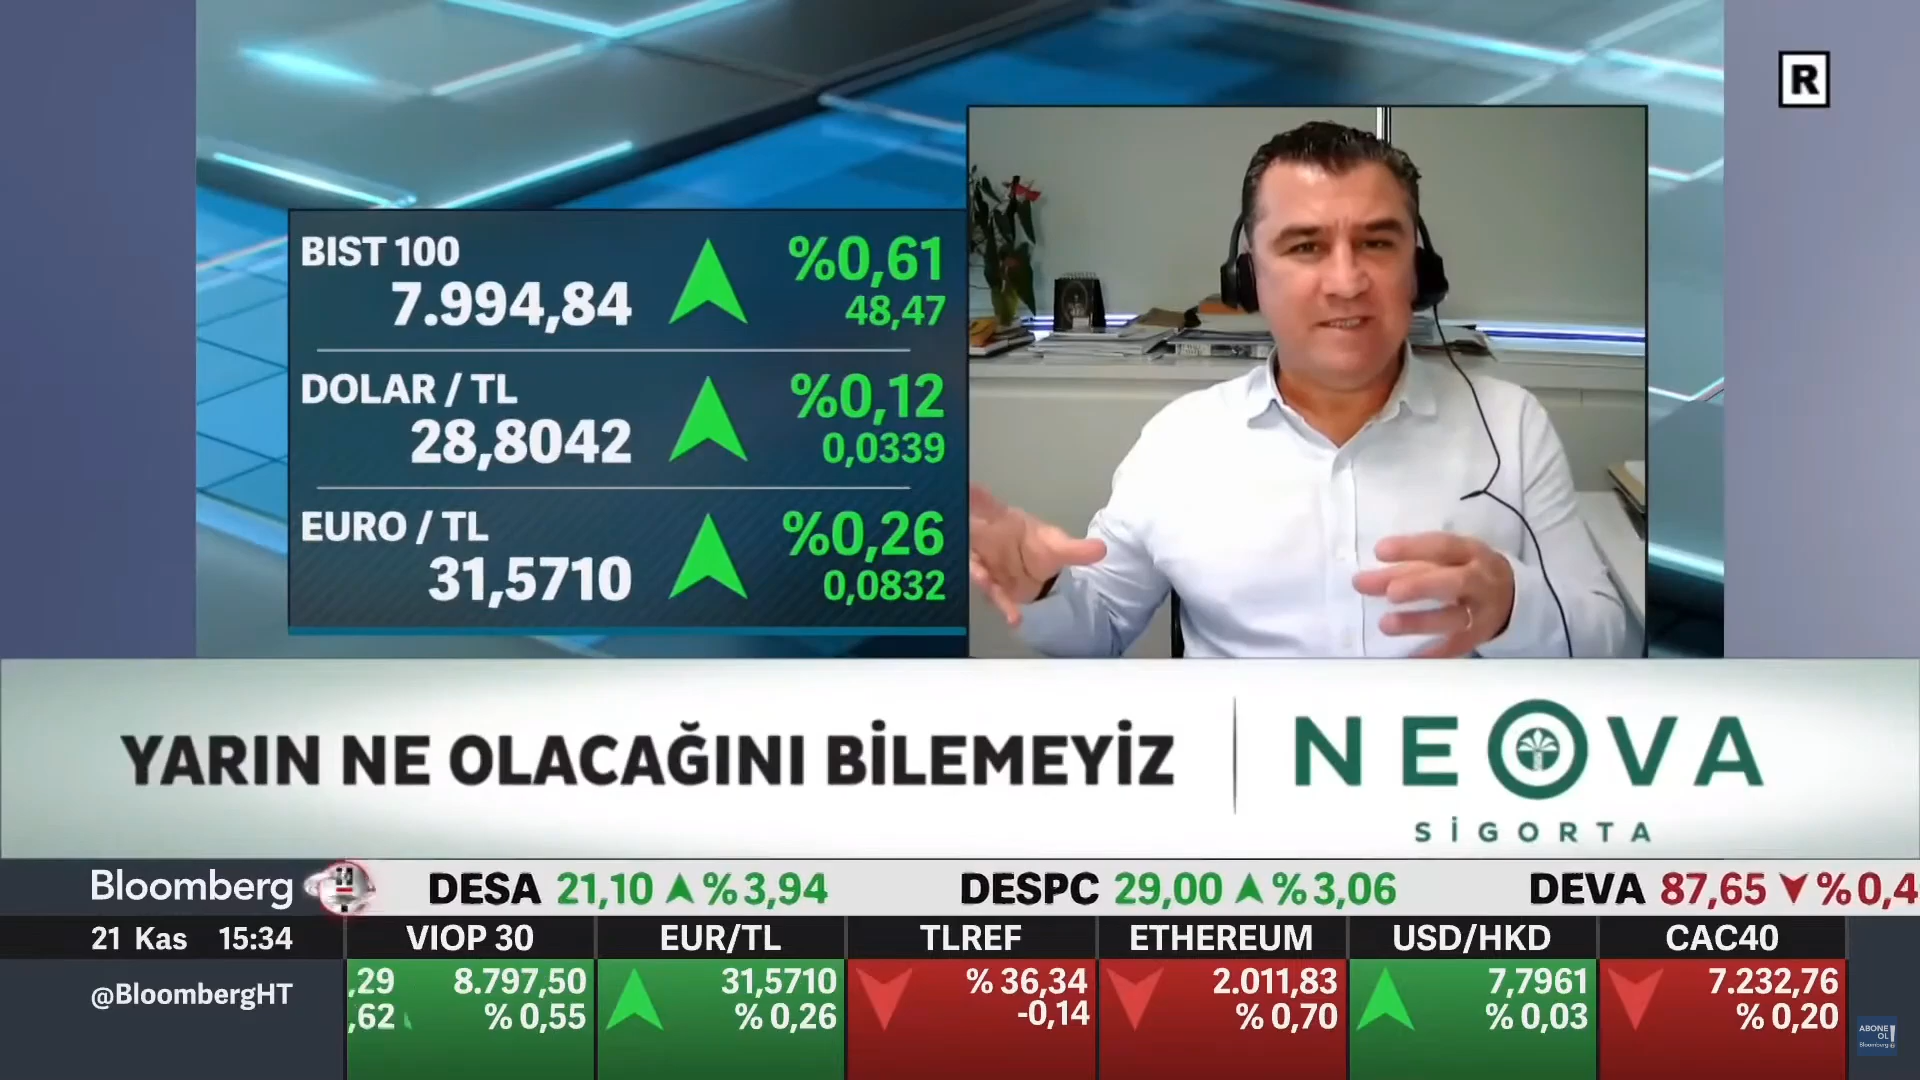 R
BIST 100
7.994,84
%0,61
48,47
DOLAR / TL
28,8042
%0,12
0,0339
EURO / TL
31,5710
%0,26
0,0832
YARIN NE OLACAĞINI BİLEMEYİZ
NEOVA
SİGORTA
Bloomberg H
DESA 21,10 %3,94 DESPC 29,00 %3,06 DEVA 87,65 %0,4
21 Kas 15:34
@BloombergHT
VIOP 30
,29 8.797,50
,62 % 0,55
EUR/TL
31,5710
% 0,26
TLREF
% 36,34
-0,14
ETHEREUM
2.011,83
% 0,70
USD/HKD
7,7961
% 0,03
CAC40
7.232,76
% 0,20
ABONE
OL!
Bloomberg